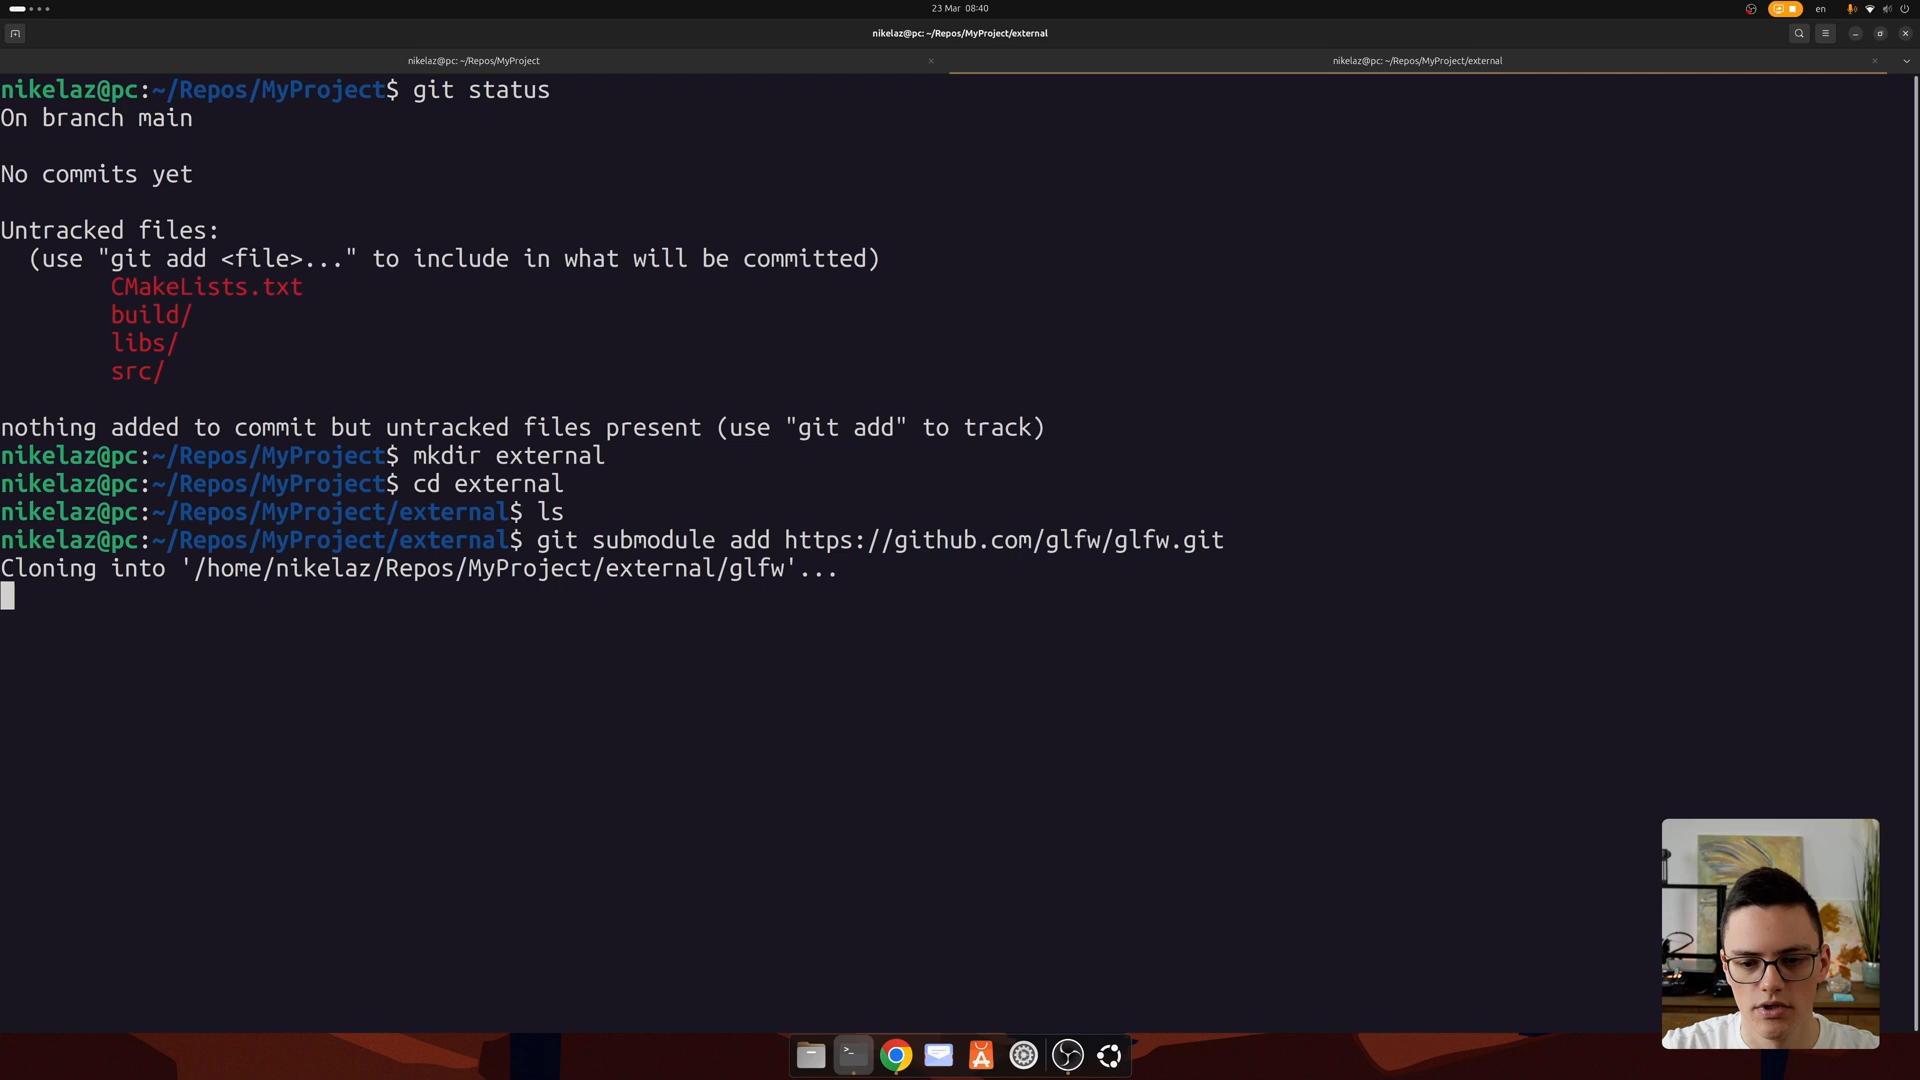 23 Mar 08:40
en
nikelaz@pc: ~/Repos/MyProject/external
nikelaz@pc: ~/Repos/MyProject
nikelaz@pc: ~/Repos/MyProject/external
nikelaz@pc:~/Repos/MyProject$ git status
On branch main
No commits yet
Untracked files:
(use "git add <file>..." to include in what will be committed)
CMakeLists.txt
build/
libs/
src/
nothing added to commit but untracked files present (use "git add" to track)
nikelaz@pc:~/Repos/MyProject$ mkdir external
nikelaz@pc:~/Repos/MyProject$ cd external
nikelaz@pc:~/Repos/MyProject/external$ ls
nikelaz@pc:~/Repos/MyProject/external$ git submodule add https://github.com/glfw/glfw.git
Cloning into '/home/nikelaz/Repos/MyProject/external/glfw'...